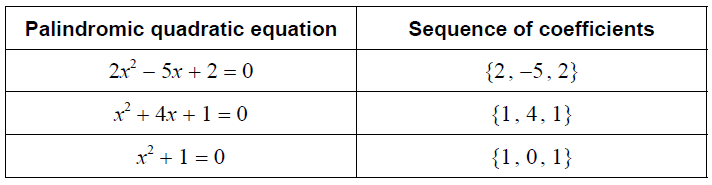 Palindromic quadratic equation Sequence of coefficients
2x² – 5x + 2 = 0 {2, –5, 2}
x² + 4x + 1 = 0 {1, 4, 1}
x² + 1 = 0 {1, 0, 1}